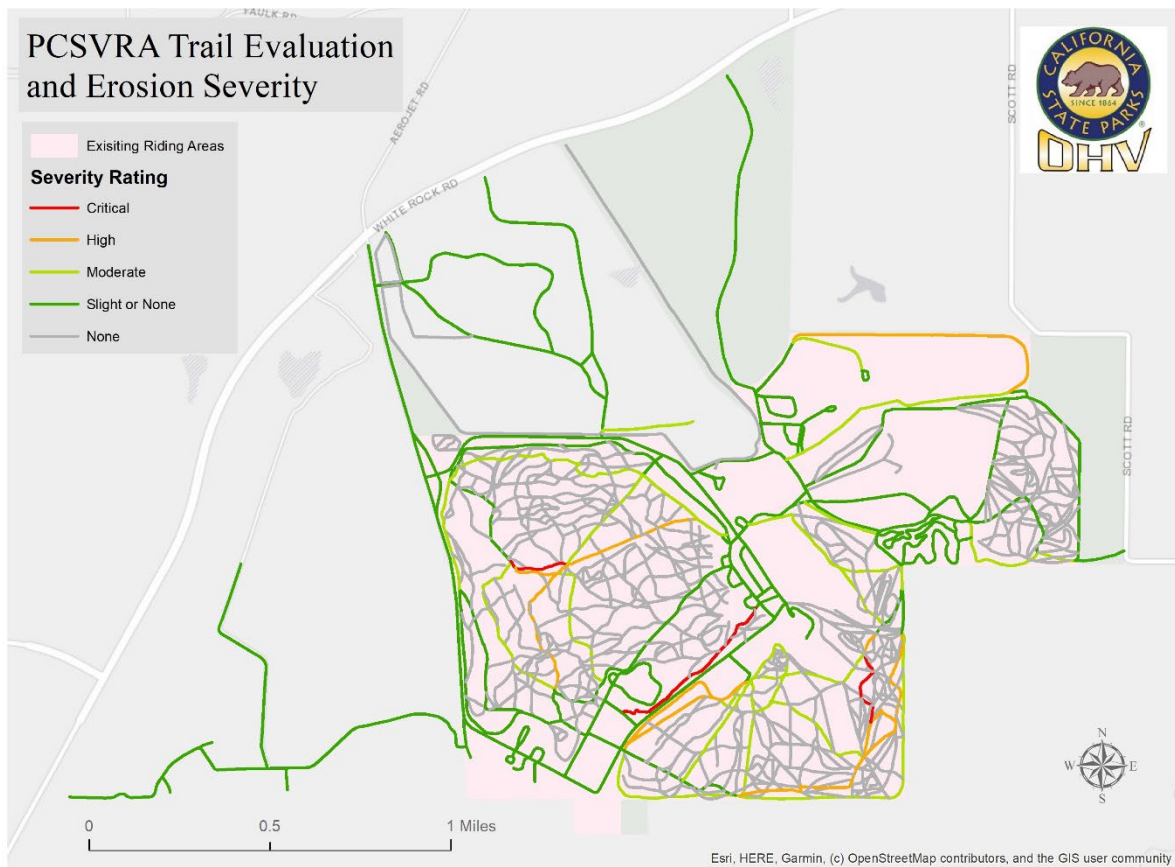 FAULK RD
PCSVRA Trail Evaluation
and Erosion Severity
Exisiting Riding Areas
Severity Rating
Critical
High
Moderate
Slight or None
None
AEROJET RD
WHITE ROCK RD
SCOTT RD
CALIFORNIA
SINCE 1864
STATE PARKS
OHV
®
SCOTT RD
N
W E
S
0 0.5 1 Miles
Esri, HERE, Garmin, (c) OpenStreetMap contributors, and the GIS user community